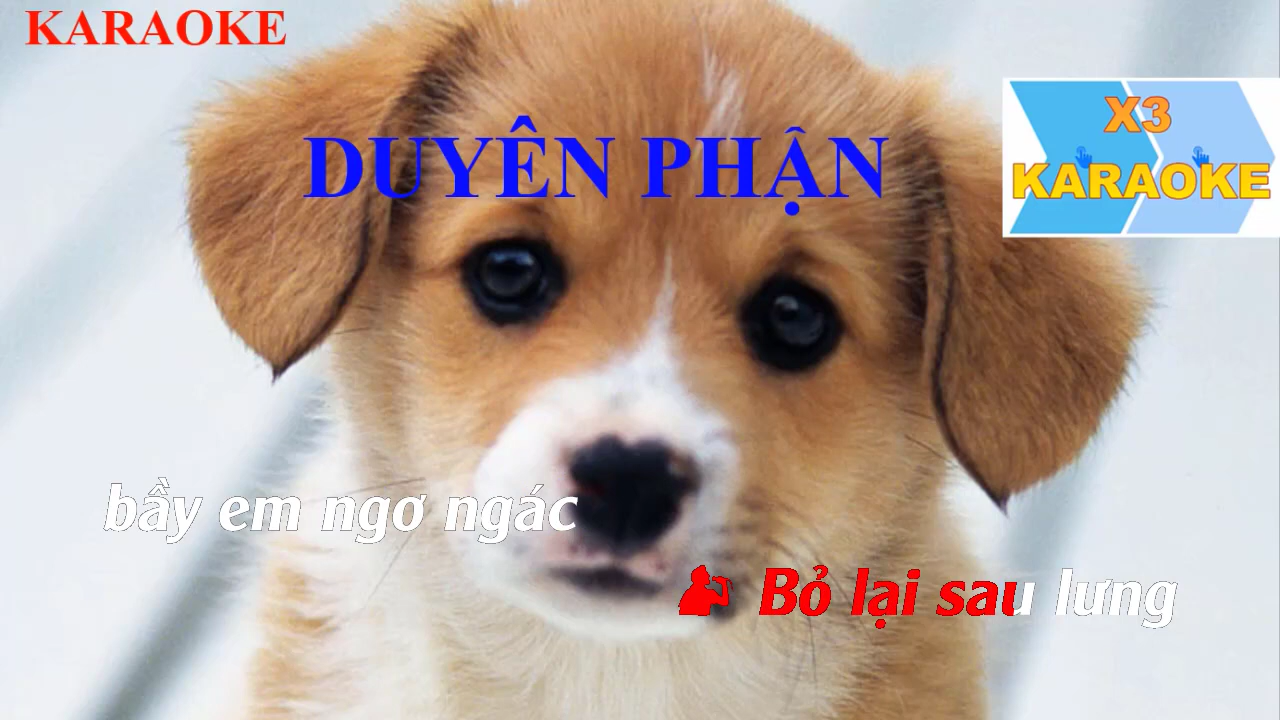 KARAOKE
X3
KARAOKE
DUYÊN PHẬN
bầy em ngơ ngác
Bỏ lại sau lưng